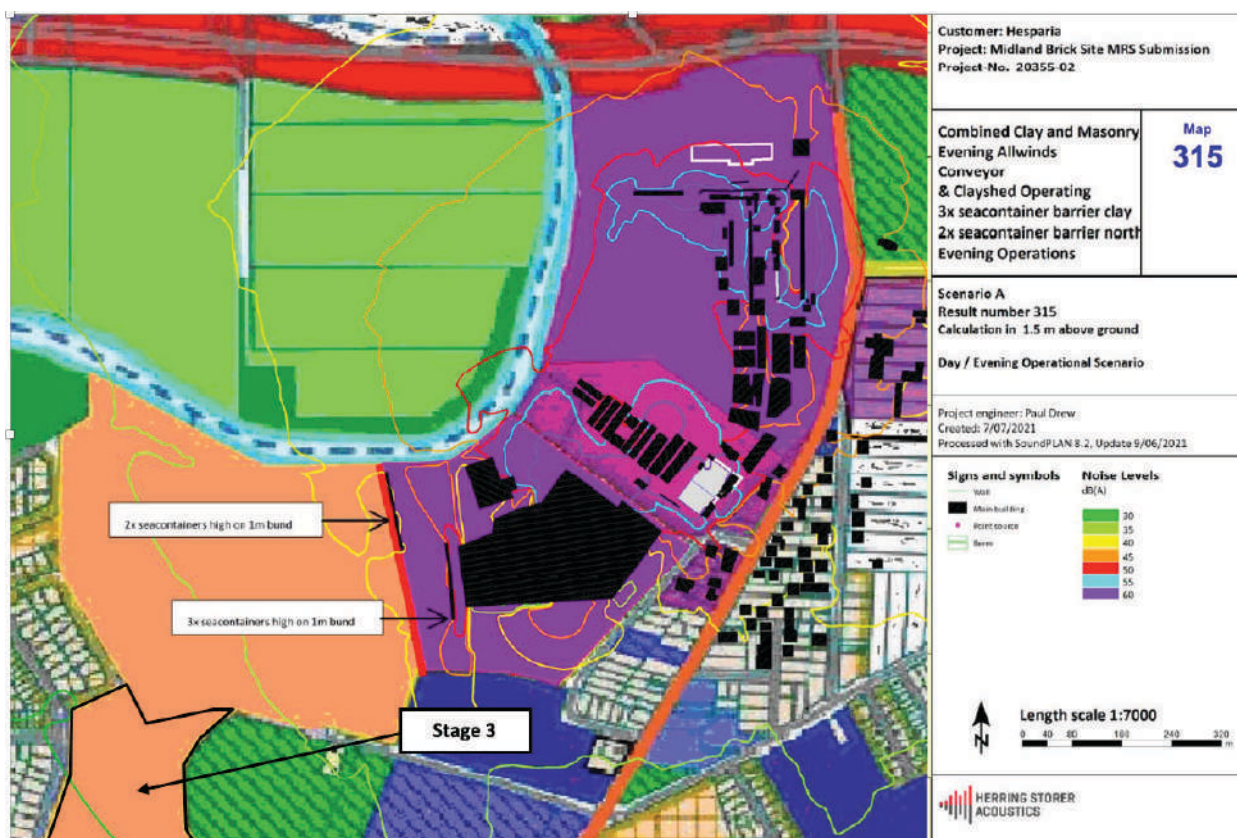 2x seacontainers high on 1m bund
3x seacontainers high on 1m bund
Stage 3
Customer: Hesparia
Project: Midland Brick Site MRS Submission
Project-No. 20355-02
Combined Clay and Masonry
Evening Allwinds
Conveyor
& Clayshed Operating
3x seacontainer barrier clay
2x seacontainer barrier north
Evening Operations
Map
315
Scenario A
Result number 315
Calculation in 1.5 m above ground
Day / Evening Operational Scenario
Project engineer: Paul Drew
Created: 7/07/2021
Processed with SoundPLAN 8.2, Update 9/06/2021
Signs and symbols
Wall
Main building
Point source
Noise Levels
dB(A)
30
35
40
45
50
55
60
N
Length scale 1:7000
0 40 80 160 240 320
m
HERRING STORER
ACOUSTICS